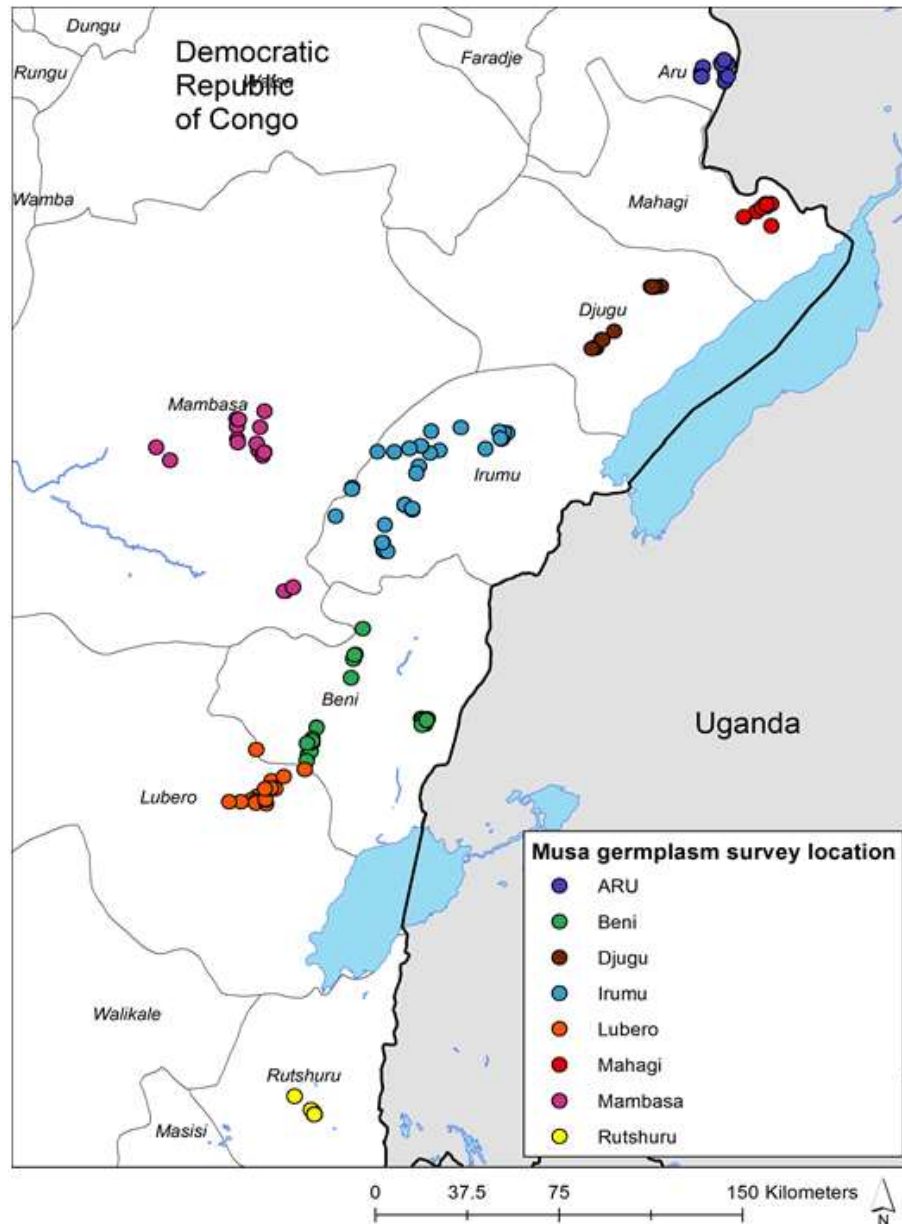 Dungu
Democratic
Republic
of Congo
Watsa
Faradje
Rungu
Aru
Wamba
Mahagi
Djugu
Mambasa
Irumu
Beni
Uganda
Lubero
Walikale
Rutshuru
Masisi
Musa germplasm survey location
ARU
Beni
Djugu
Irumu
Lubero
Mahagi
Mambasa
Rutshuru
0 37.5 75 150 Kilometers
N